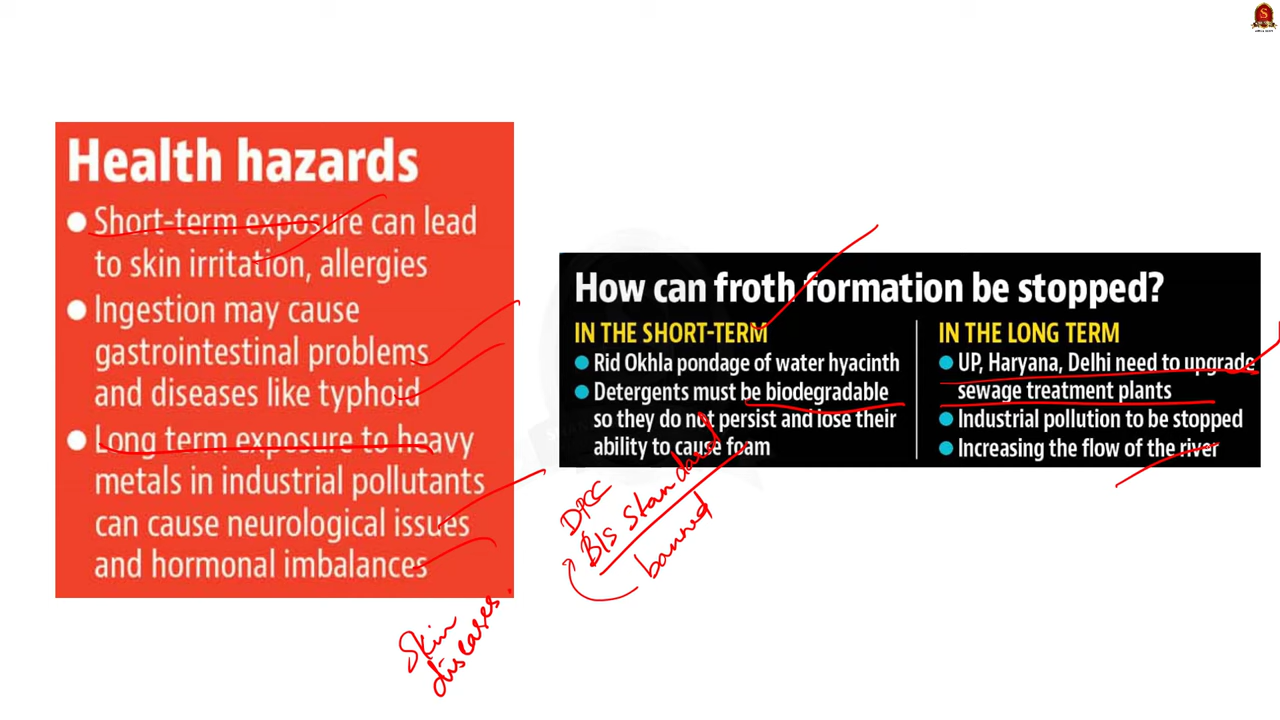 Health hazards
● Short-term exposure can lead
to skin irritation, allergies
● Ingestion may cause
gastrointestinal problems
and diseases like typhoid
● Long term exposure to heavy
metals in industrial pollutants
can cause neurological issues
and hormonal imbalances
How can froth formation be stopped?
IN THE SHORT-TERM
● Rid Okhla pondage of water hyacinth
● Detergents must be biodegradable
so they do not persist and lose their
ability to cause foam
IN THE LONG TERM
● UP, Haryana, Delhi need to upgrade
sewage treatment plants
● Industrial pollution to be stopped
● Increasing the flow of the river
DPCC
BIS Standard
banned
Skin
diseases.